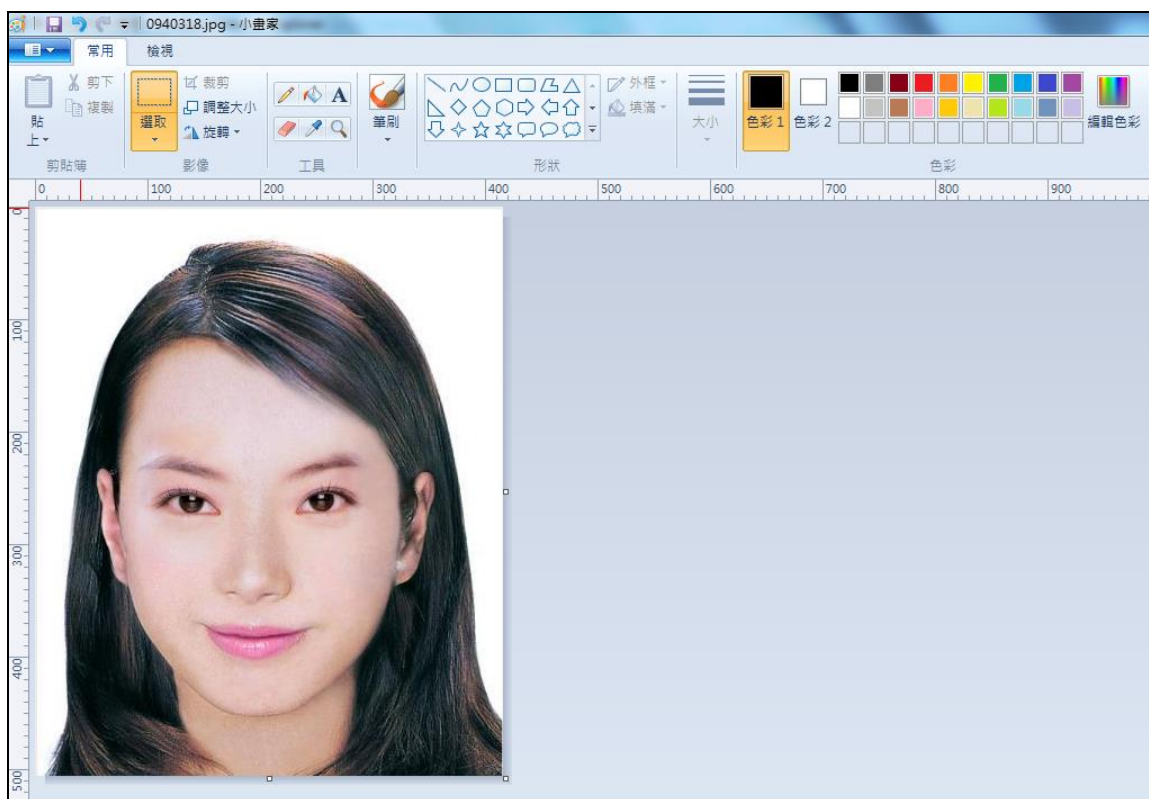 0940318.jpg - 小畫家
常用 檢視
剪下 裁剪 外框
複製 調整大小 填滿
貼上 選取 旋轉 A 筆刷 大小 色彩 1 色彩 2 編輯色彩
剪貼簿 影像 工具 形狀 色彩
0 100 200 300 400 500 600 700 800 900
0
100
200
300
400
500